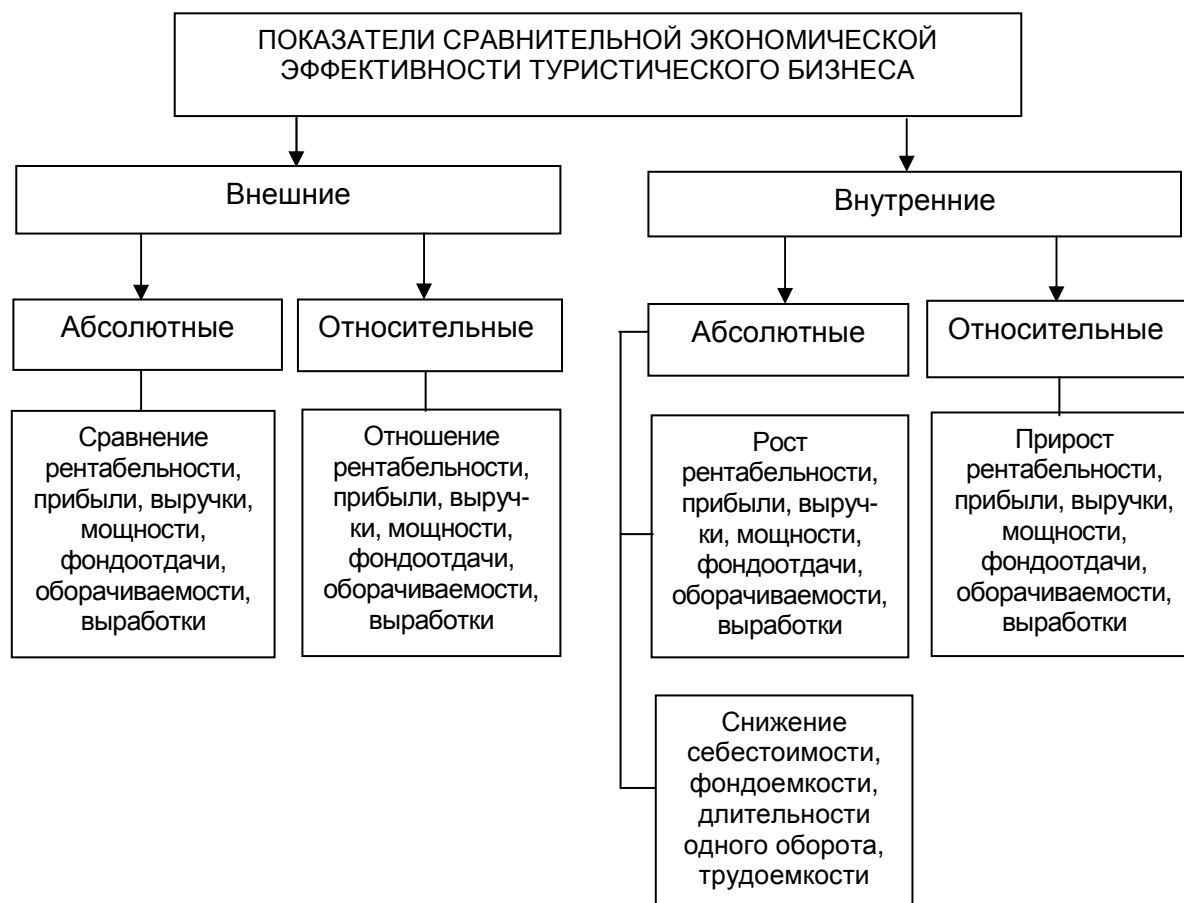 ПОКАЗАТЕЛИ СРАВНИТЕЛЬНОЙ ЭКОНОМИЧЕСКОЙ
ЭФФЕКТИВНОСТИ ТУРИСТИЧЕСКОГО БИЗНЕСА
Внешние
Внутренние
Абсолютные
Относительные
Абсолютные
Относительные
Сравнение
рентабельности,
прибыли, выручки,
мощности,
фондоотдачи,
оборачиваемости,
выработки
Отношение
рентабельности,
прибыли, выруч-
ки, мощности,
фондоотдачи,
оборачиваемости,
выработки
Рост
рентабельности,
прибыли, выруч-
ки, мощности,
фондоотдачи,
оборачиваемости,
выработки
Прирост
рентабельности,
прибыли, выручки,
мощности,
фондоотдачи,
оборачиваемости,
выработки
Снижение
себестоимости,
фондоемкости,
длительности
одного оборота,
трудоемкости